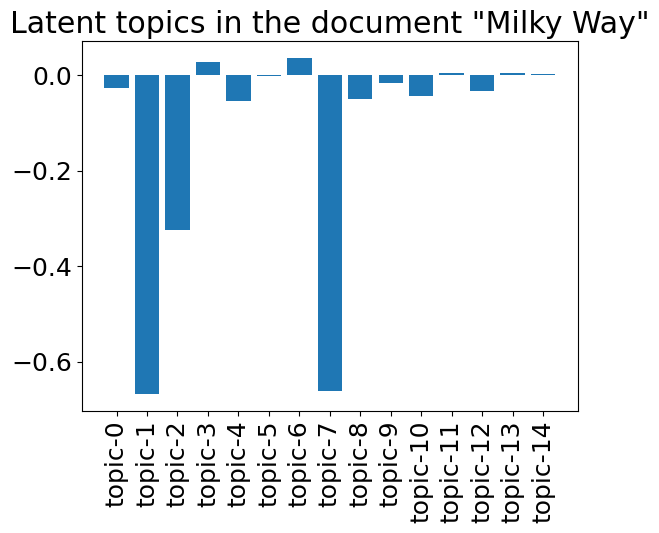 Latent topics in the document "Milky Way"
0.0
−0.2
−0.4
−0.6
topic-0
topic-1
topic-2
topic-3
topic-4
topic-5
topic-6
topic-7
topic-8
topic-9
topic-10
topic-11
topic-12
topic-13
topic-14